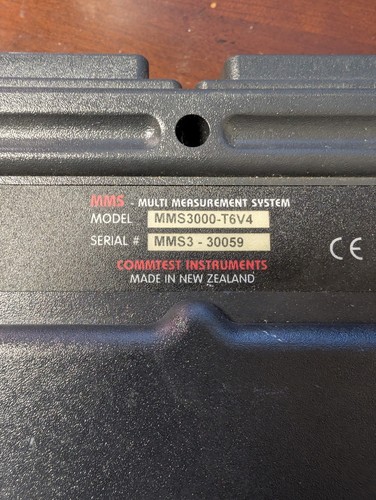 MMS - MULTI MEASUREMENT SYSTEM
MODEL MMS3000-T6V4
SERIAL # MMS3 - 30059
CE
COMMTEST INSTRUMENTS
MADE IN NEW ZEALAND